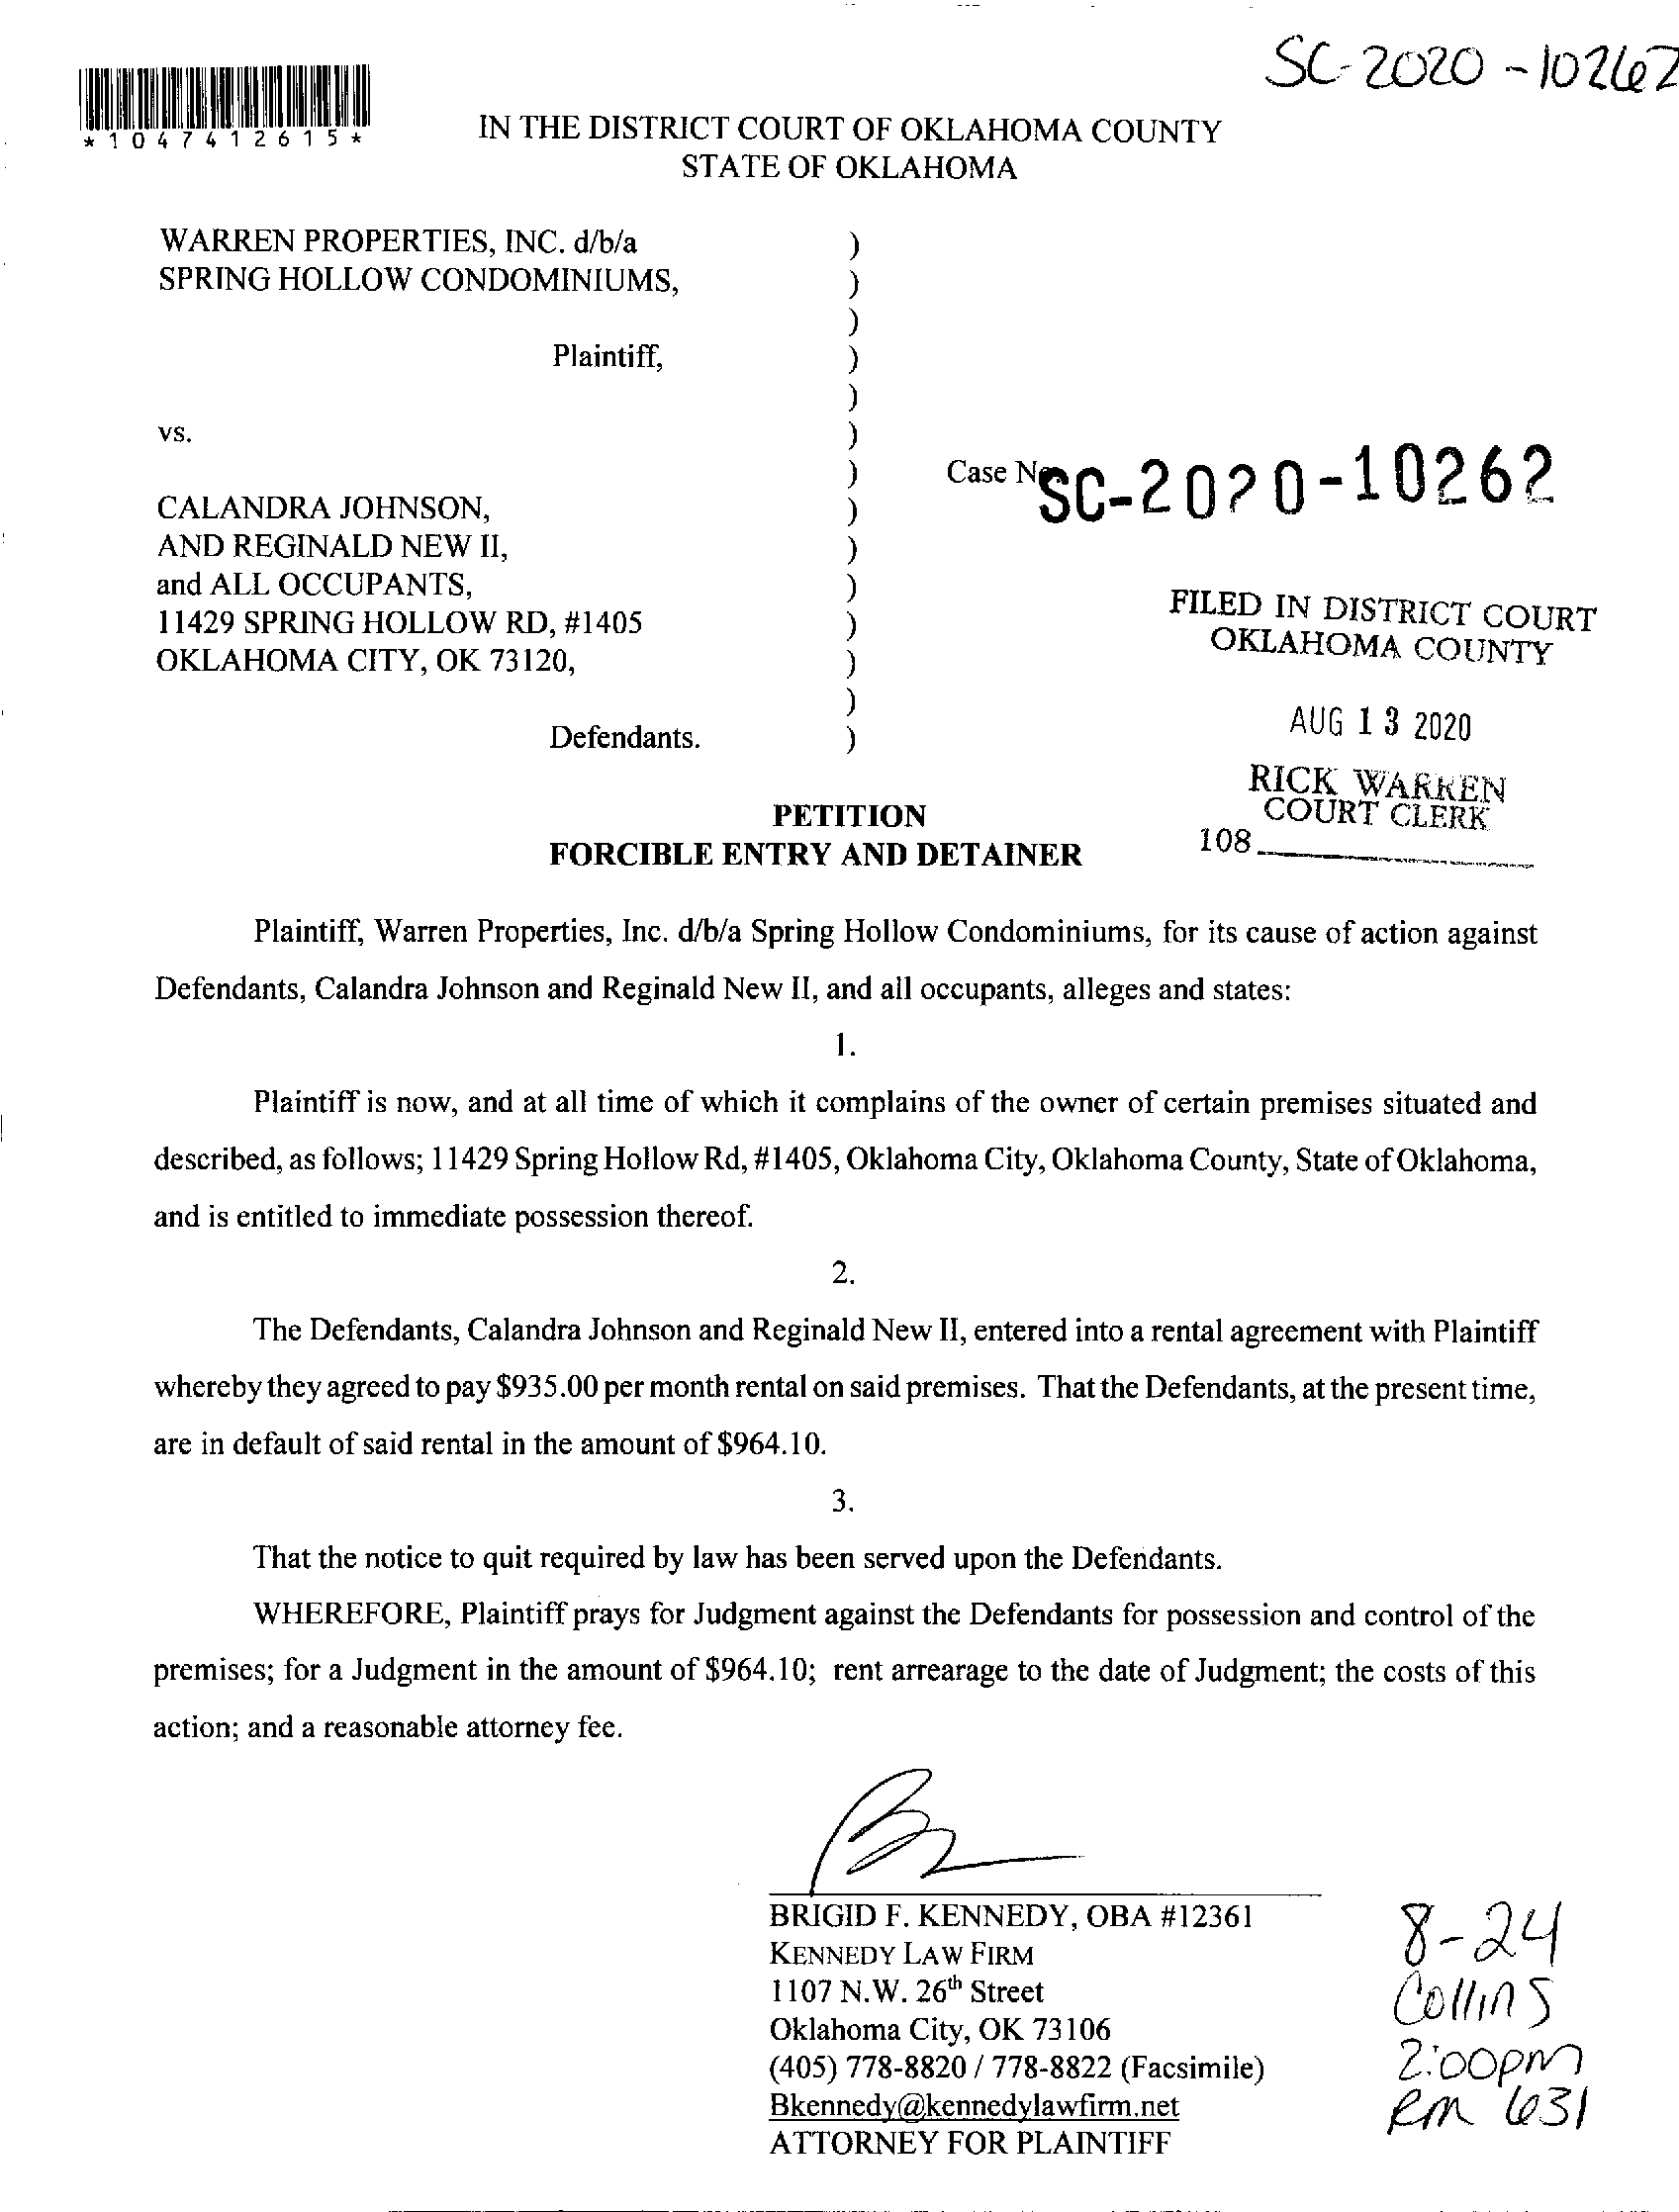 SC-2020-10262
*1047412615*
IN THE DISTRICT COURT OF OKLAHOMA COUNTY
STATE OF OKLAHOMA
WARREN PROPERTIES, INC. d/b/a )
SPRING HOLLOW CONDOMINIUMS, )
)
Plaintiff, )
)
vs. )
) Case No SC-2020-10262
CALANDRA JOHNSON, )
AND REGINALD NEW II, )
and ALL OCCUPANTS, )
11429 SPRING HOLLOW RD, #1405 )
OKLAHOMA CITY, OK 73120, )
)
Defendants. )
FILED IN DISTRICT COURT
OKLAHOMA COUNTY
AUG 13 2020
RICK WARREN
COURT CLERK
108
PETITION
FORCIBLE ENTRY AND DETAINER
Plaintiff, Warren Properties, Inc. d/b/a Spring Hollow Condominiums, for its cause of action against
Defendants, Calandra Johnson and Reginald New II, and all occupants, alleges and states:
1.
Plaintiff is now, and at all time of which it complains of the owner of certain premises situated and
described, as follows; 11429 Spring Hollow Rd, #1405, Oklahoma City, Oklahoma County, State of Oklahoma,
and is entitled to immediate possession thereof.
2.
The Defendants, Calandra Johnson and Reginald New II, entered into a rental agreement with Plaintiff
whereby they agreed to pay $935.00 per month rental on said premises. That the Defendants, at the present time,
are in default of said rental in the amount of $964.10.
3.
That the notice to quit required by law has been served upon the Defendants.
WHEREFORE, Plaintiff prays for Judgment against the Defendants for possession and control of the
premises; for a Judgment in the amount of $964.10; rent arrearage to the date of Judgment; the costs of this
action; and a reasonable attorney fee.
BRIGID F. KENNEDY, OBA #12361
KENNEDY LAW FIRM
1107 N.W. 26th Street
Oklahoma City, OK 73106
(405) 778-8820 / 778-8822 (Facsimile)
Bkennedy@kennedylawfirm.net
ATTORNEY FOR PLAINTIFF
8-24
Collins
2:00pm
Rm 631